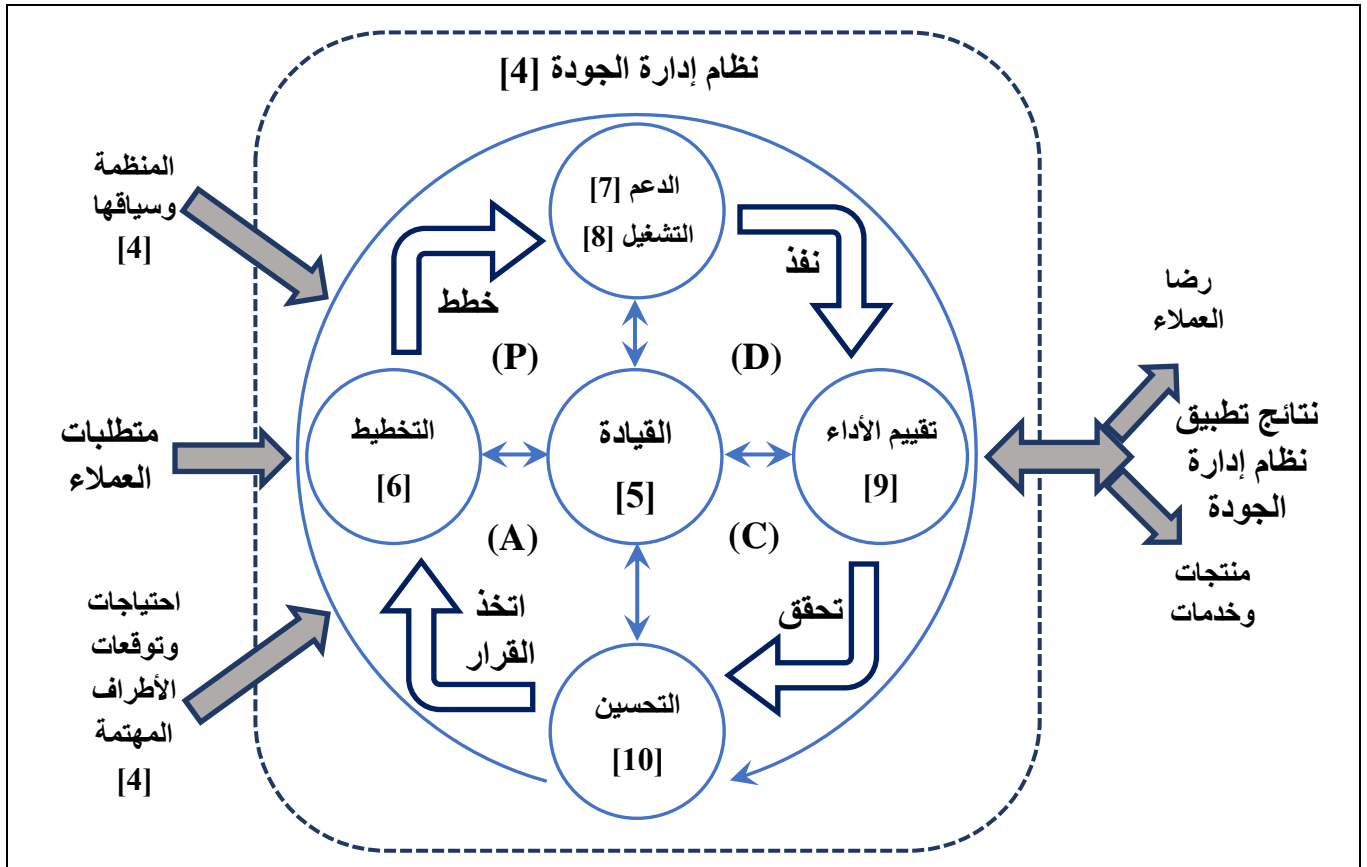 نظام إدارة الجودة [4]
المنظمة
وسياقها
[4]
متطلبات
العملاء
احتياجات
وتوقعات
الأطراف
المهتمة
[4]
الدعم [7]
التشغيل [8]
خطط
(P)
نفذ
(D)
التخطيط
[6]
القيادة
[5]
تقييم الأداء
[9]
(A)
اتخذ
القرار
(C)
تحقق
التحسين
[10]
رضا
العملاء
نتائج تطبيق
نظام إدارة
الجودة
منتجات
وخدمات